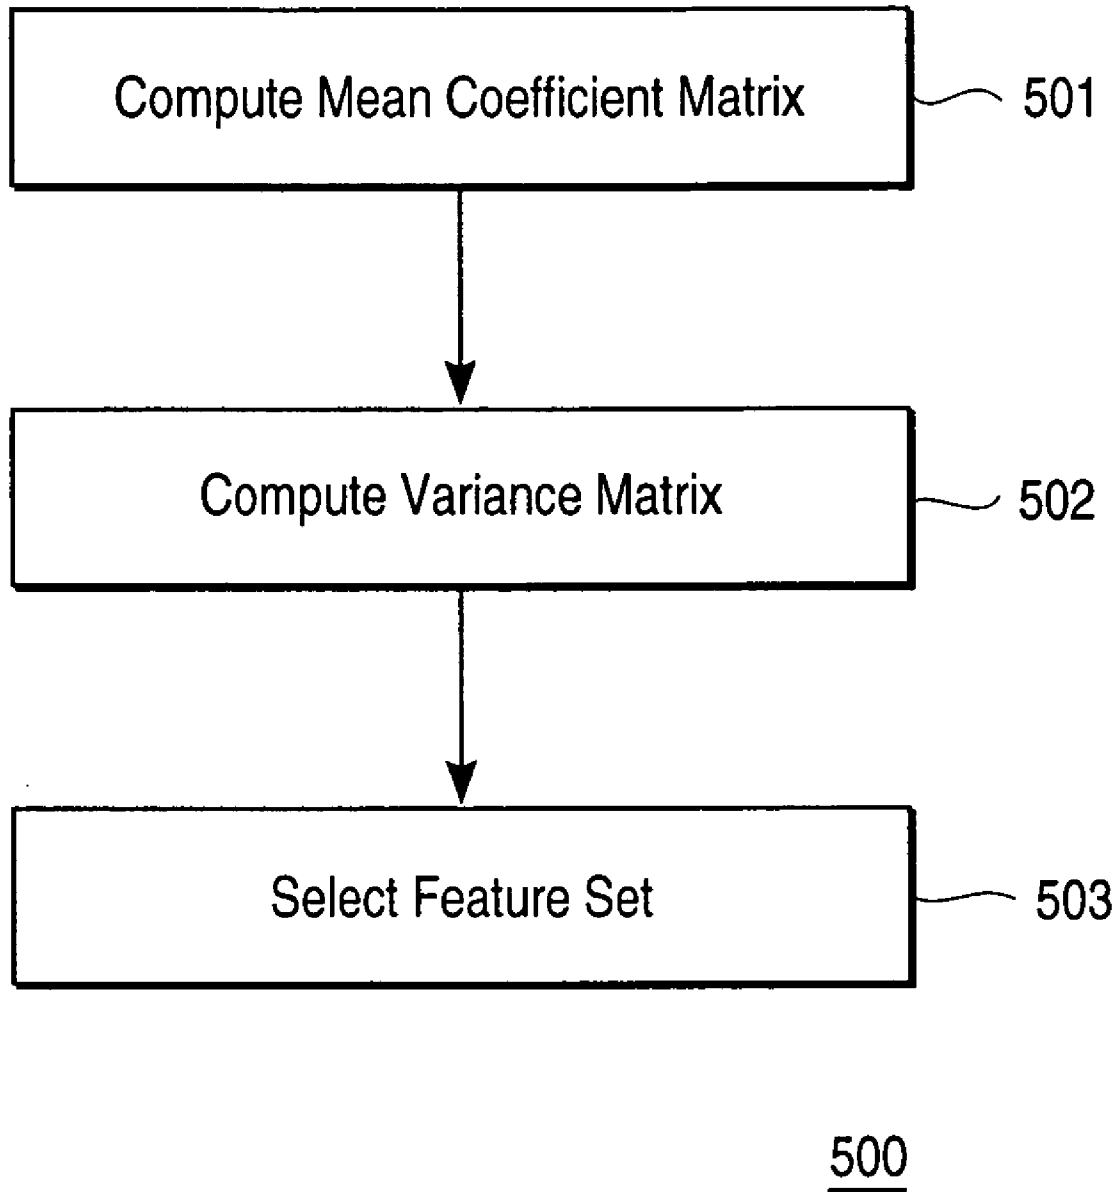 Compute Mean Coefficient Matrix
501
Compute Variance Matrix
502
Select Feature Set
503
500